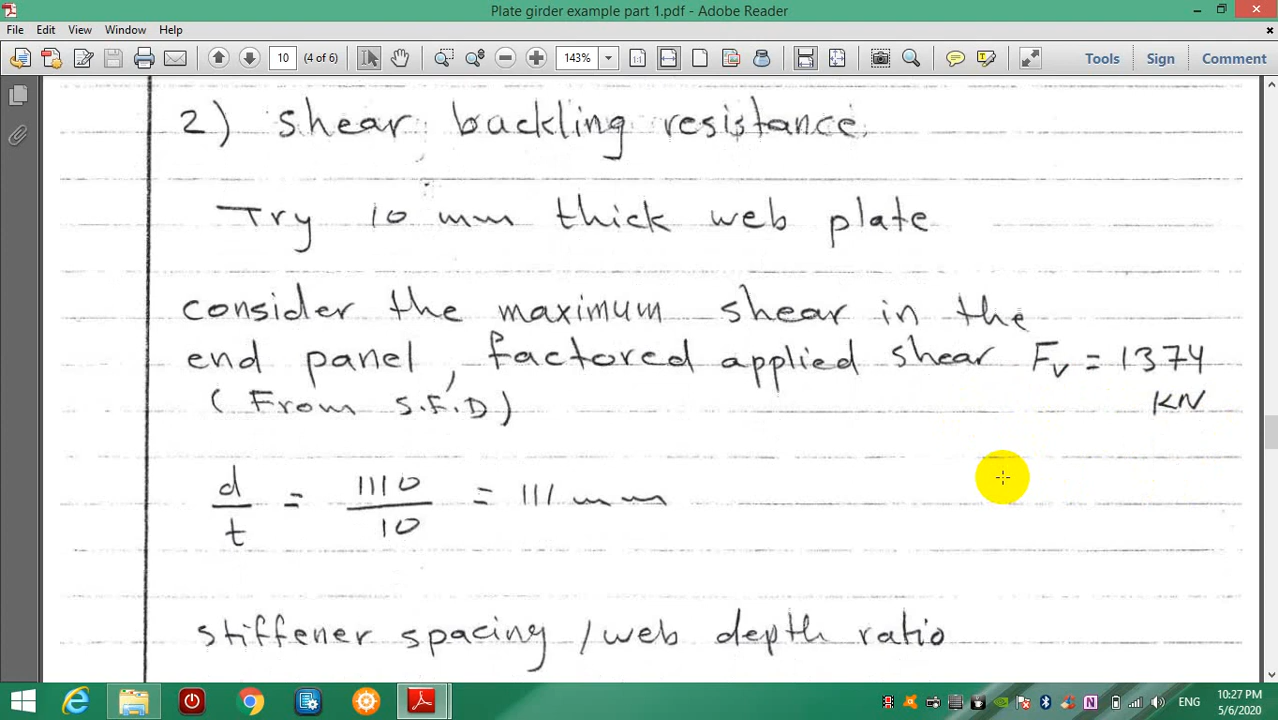 Plate girder example part 1.pdf - Adobe Reader
File Edit View Window Help
10 (4 of 6) 143% Tools Sign Comment
2) shear backling resistance.
Try 10 mm thick web plate
consider the maximum shear in the
end panel, factored applied shear Fv = 1374
(From S.F.D) KN
d/t = 1110/10 = 111 mm
stiffener spacing /web depth ratio
ENG
10:27 PM
5/6/2020